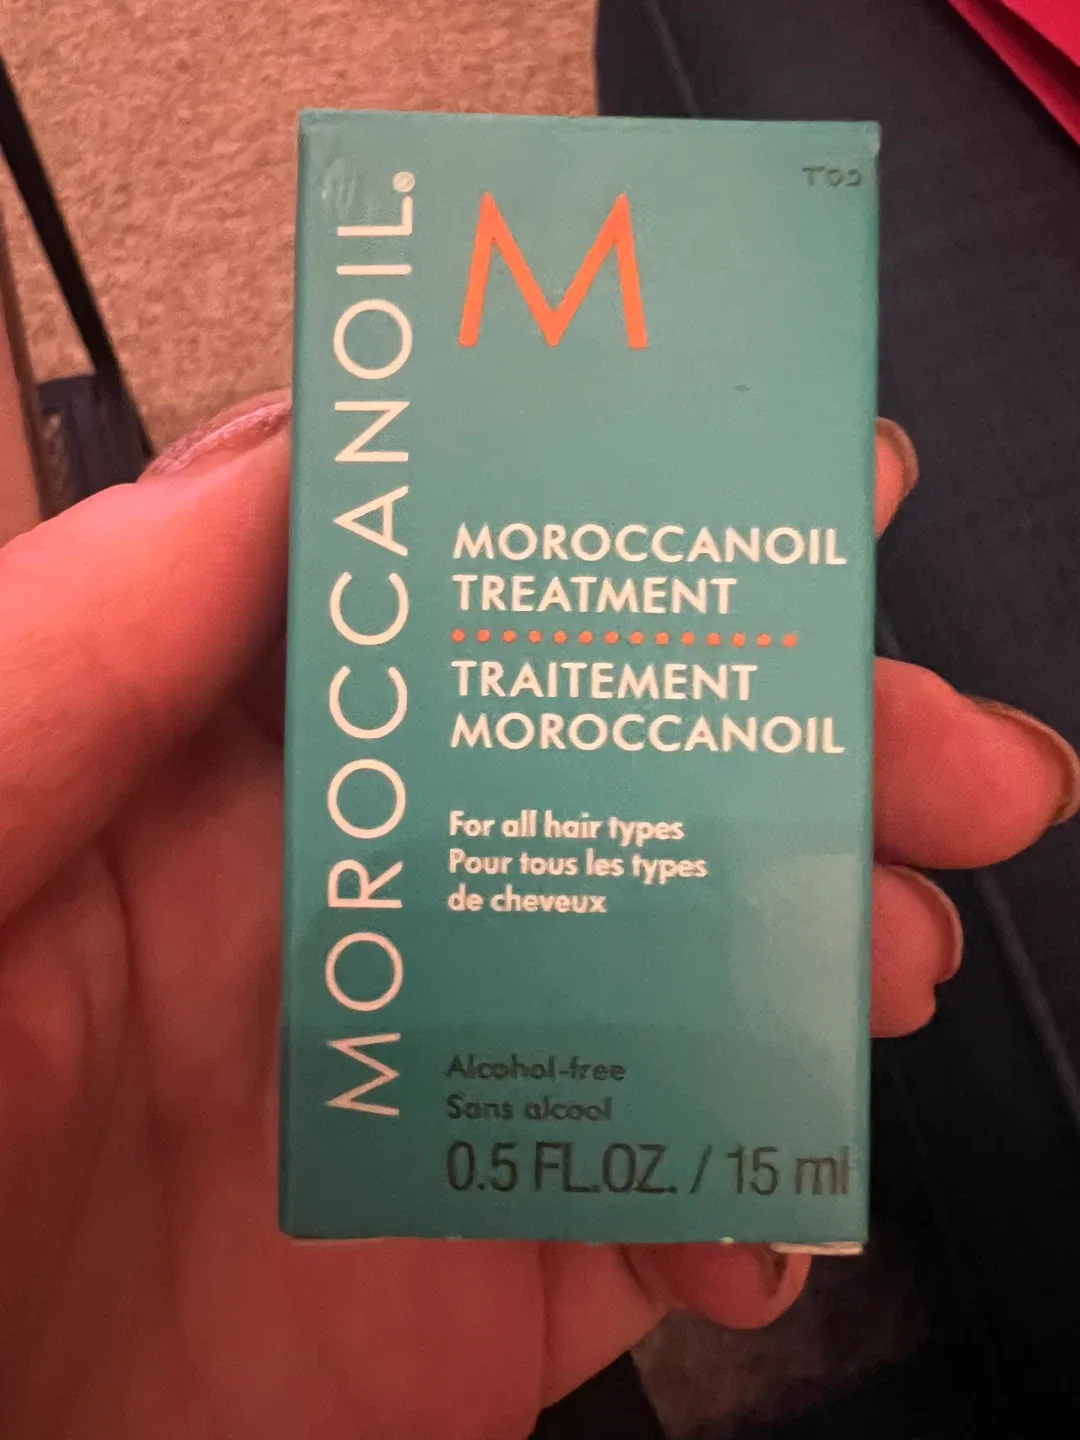 MOROCCANOIL®
M
MOROCCANOIL
TREATMENT
TRAITEMENT
MOROCCANOIL
For all hair types
Pour tous les types
de cheveux
Alcohol-free
Sans alcool
0.5 FL.OZ. / 15 ml